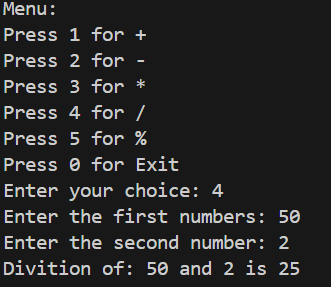 Menu:
Press 1 for +
Press 2 for -
Press 3 for *
Press 4 for /
Press 5 for %
Press 0 for Exit
Enter your choice: 4
Enter the first numbers: 50
Enter the second number: 2
Divition of: 50 and 2 is 25